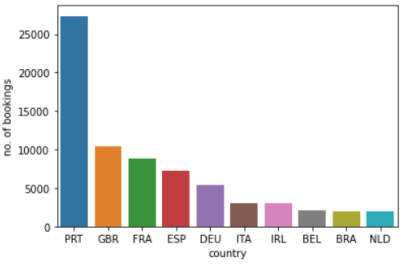 25000
20000
15000
10000
5000
0
no. of bookings
PRT GBR FRA ESP DEU ITA IRL BEL BRA NLD
country